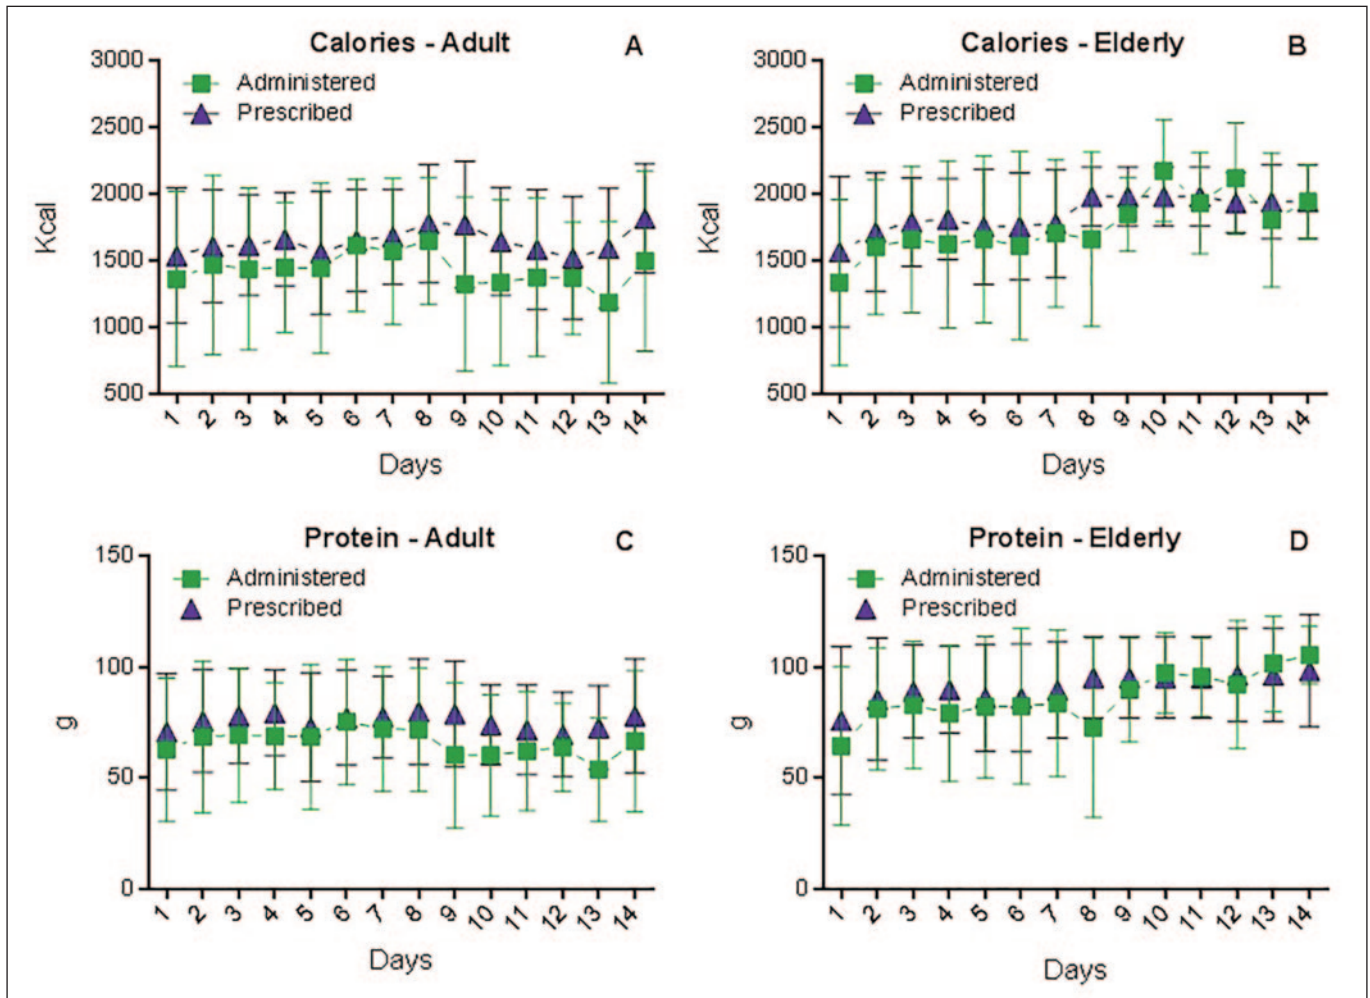 Calories - Adult
A
3000
2500
2000
1500
1000
500
Kcal
Administered
Prescribed
1 2 3 4 5 6 7 8 9 10 11 12 13 14
Days
Calories - Elderly
B
3000
2500
2000
1500
1000
500
Kcal
Administered
Prescribed
1 2 3 4 5 6 7 8 9 10 11 12 13 14
Days
Protein - Adult
C
150
100
50
0
g
Administered
Prescribed
1 2 3 4 5 6 7 8 9 10 11 12 13 14
Days
Protein - Elderly
D
150
100
50
0
g
Administered
Prescribed
1 2 3 4 5 6 7 8 9 10 11 12 13 14
Days